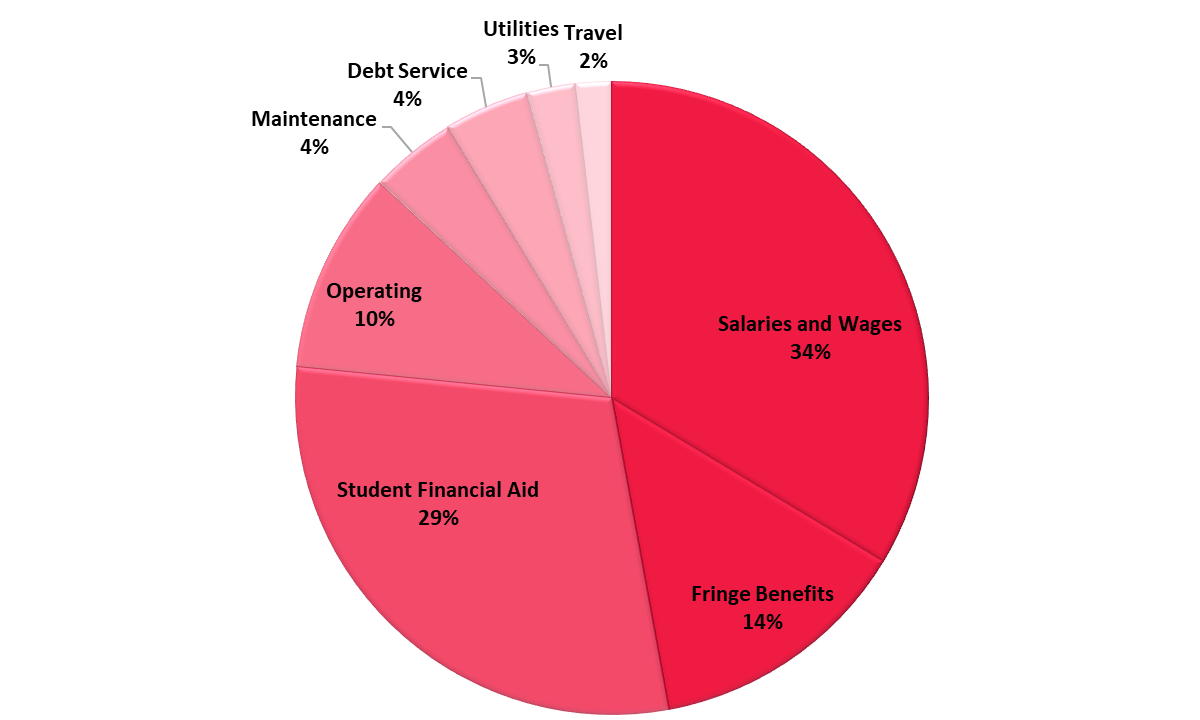 Utilities
3%
Travel
2%
Debt Service
4%
Maintenance
4%
Operating
10%
Salaries and Wages
34%
Student Financial Aid
29%
Fringe Benefits
14%